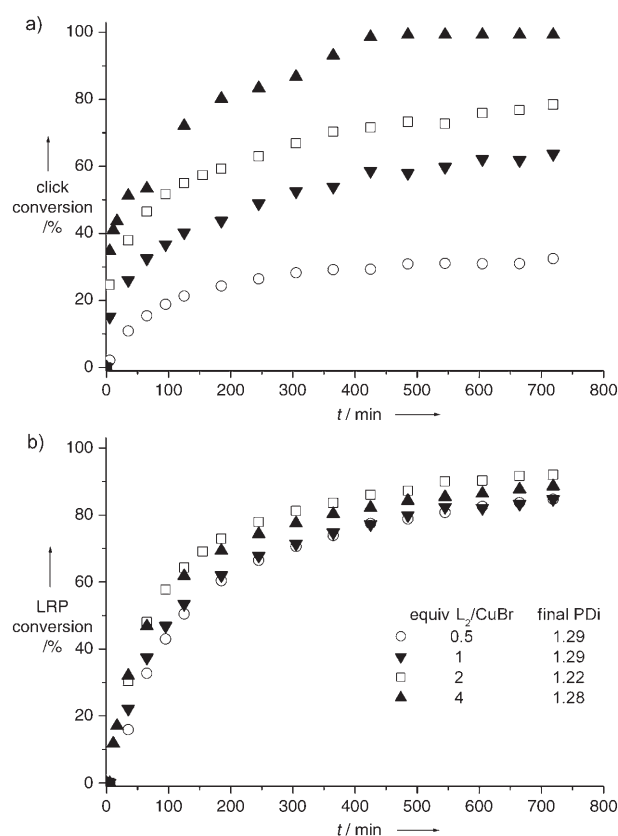 a)
100
80
60
40
20
0
click
conversion
/%
0 100 200 300 400 500 600 700 800
t / min
b)
100
80
60
40
20
0
LRP
conversion
/%
equiv L₂/CuBr final PDi
0.5 1.29
1 1.29
2 1.22
4 1.28
0 100 200 300 400 500 600 700 800
t / min